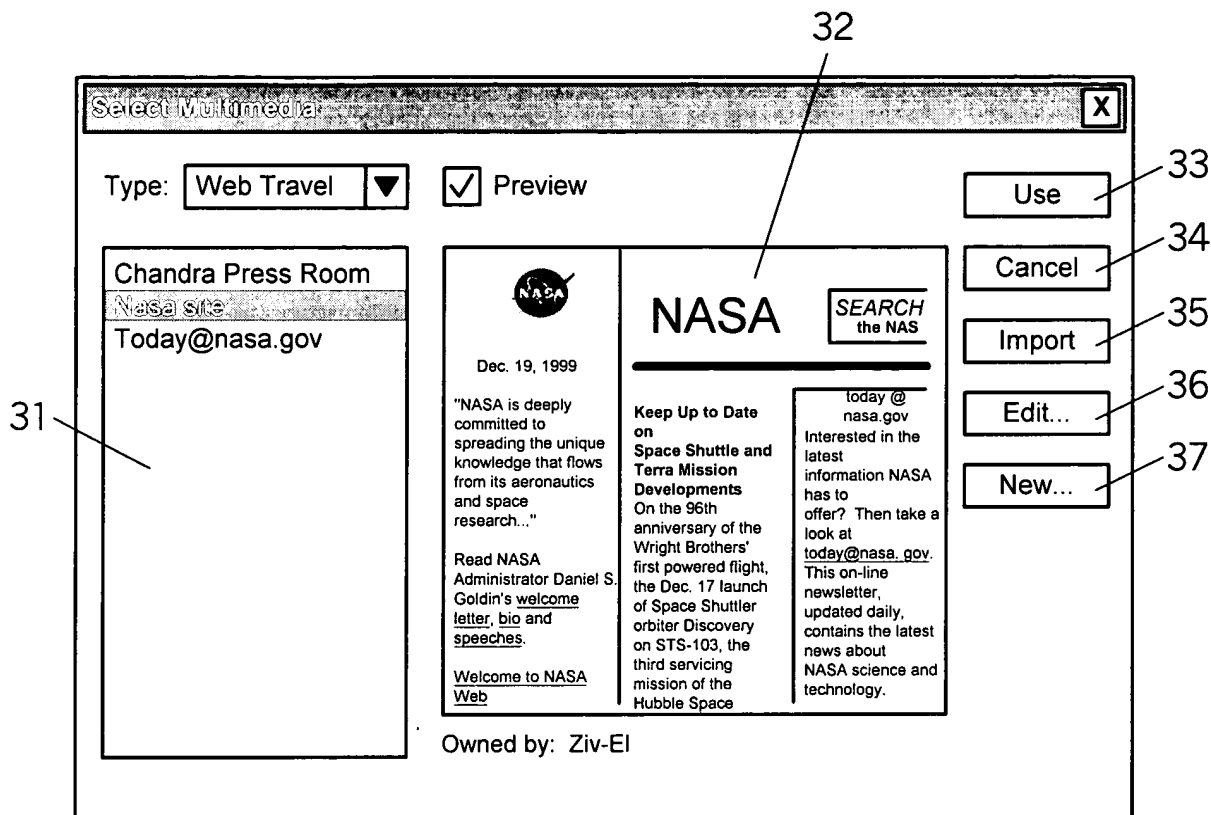 32
Select Multimedia
X
Type: Web Travel
Preview
Use
33
Cancel
34
Import
35
Edit...
36
New...
37
31
Chandra Press Room
Nasa site
Today@nasa.gov
NASA
Dec. 19, 1999
"NASA is deeply
committed to
spreading the unique
knowledge that flows
from its aeronautics
and space
research..."
Read NASA
Administrator Daniel S.
Goldin's welcome
letter, bio and
speeches.
Welcome to NASA
Web
NASA
SEARCH
the NAS
Keep Up to Date
on
Space Shuttle and
Terra Mission
Developments
On the 96th
anniversary of the
Wright Brothers'
first powered flight,
the Dec. 17 launch
of Space Shuttler
orbiter Discovery
on STS-103, the
third servicing
mission of the
Hubble Space
today @
nasa.gov
Interested in the
latest
information NASA
has to
offer? Then take a
look at
today@nasa. gov.
This on-line
newsletter,
updated daily,
contains the latest
news about
NASA science and
technology.
Owned by: Ziv-El